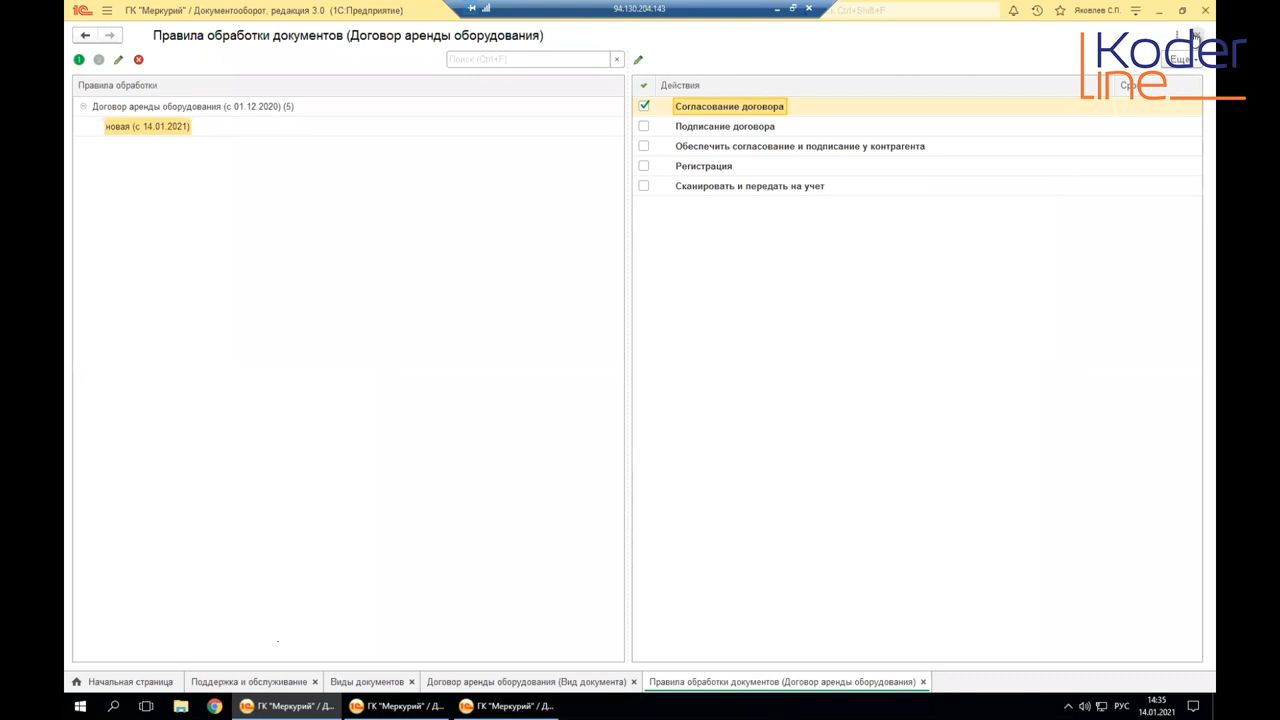 ГК "Меркурий" / Документооборот, редакция 3.0 (1С:Предприятие)
94.130.204.143
Ctrl+Shift+F
Яковлев С.П.
Правила обработки документов (Договор аренды оборудования)
Koder
line
Поиск (Ctrl+F)
Еще
Правила обработки
Действия
Договор аренды оборудования (с 01.12.2020) (5)
новая (с 14.01.2021)
Согласование договора
Подписание договора
Обеспечить согласование и подписание у контрагента
Регистрация
Сканировать и передать на учет
Начальная страница
Поддержка и обслуживание
Виды документов
Договор аренды оборудования (Вид документа)
Правила обработки документов (Договор аренды оборудования)
ГК "Меркурий" / Д...
ГК "Меркурий" / Д...
ГК "Меркурий" / Д...
РУС
14:35
14.01.2021